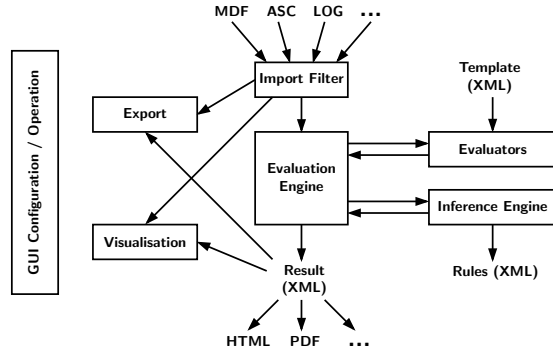 MDF ASC LOG ...
Import Filter
Template
(XML)
Export
Evaluation
Engine
Evaluators
Inference Engine
Visualisation
Result
(XML)
Rules (XML)
HTML PDF ...
GUI Configuration / Operation